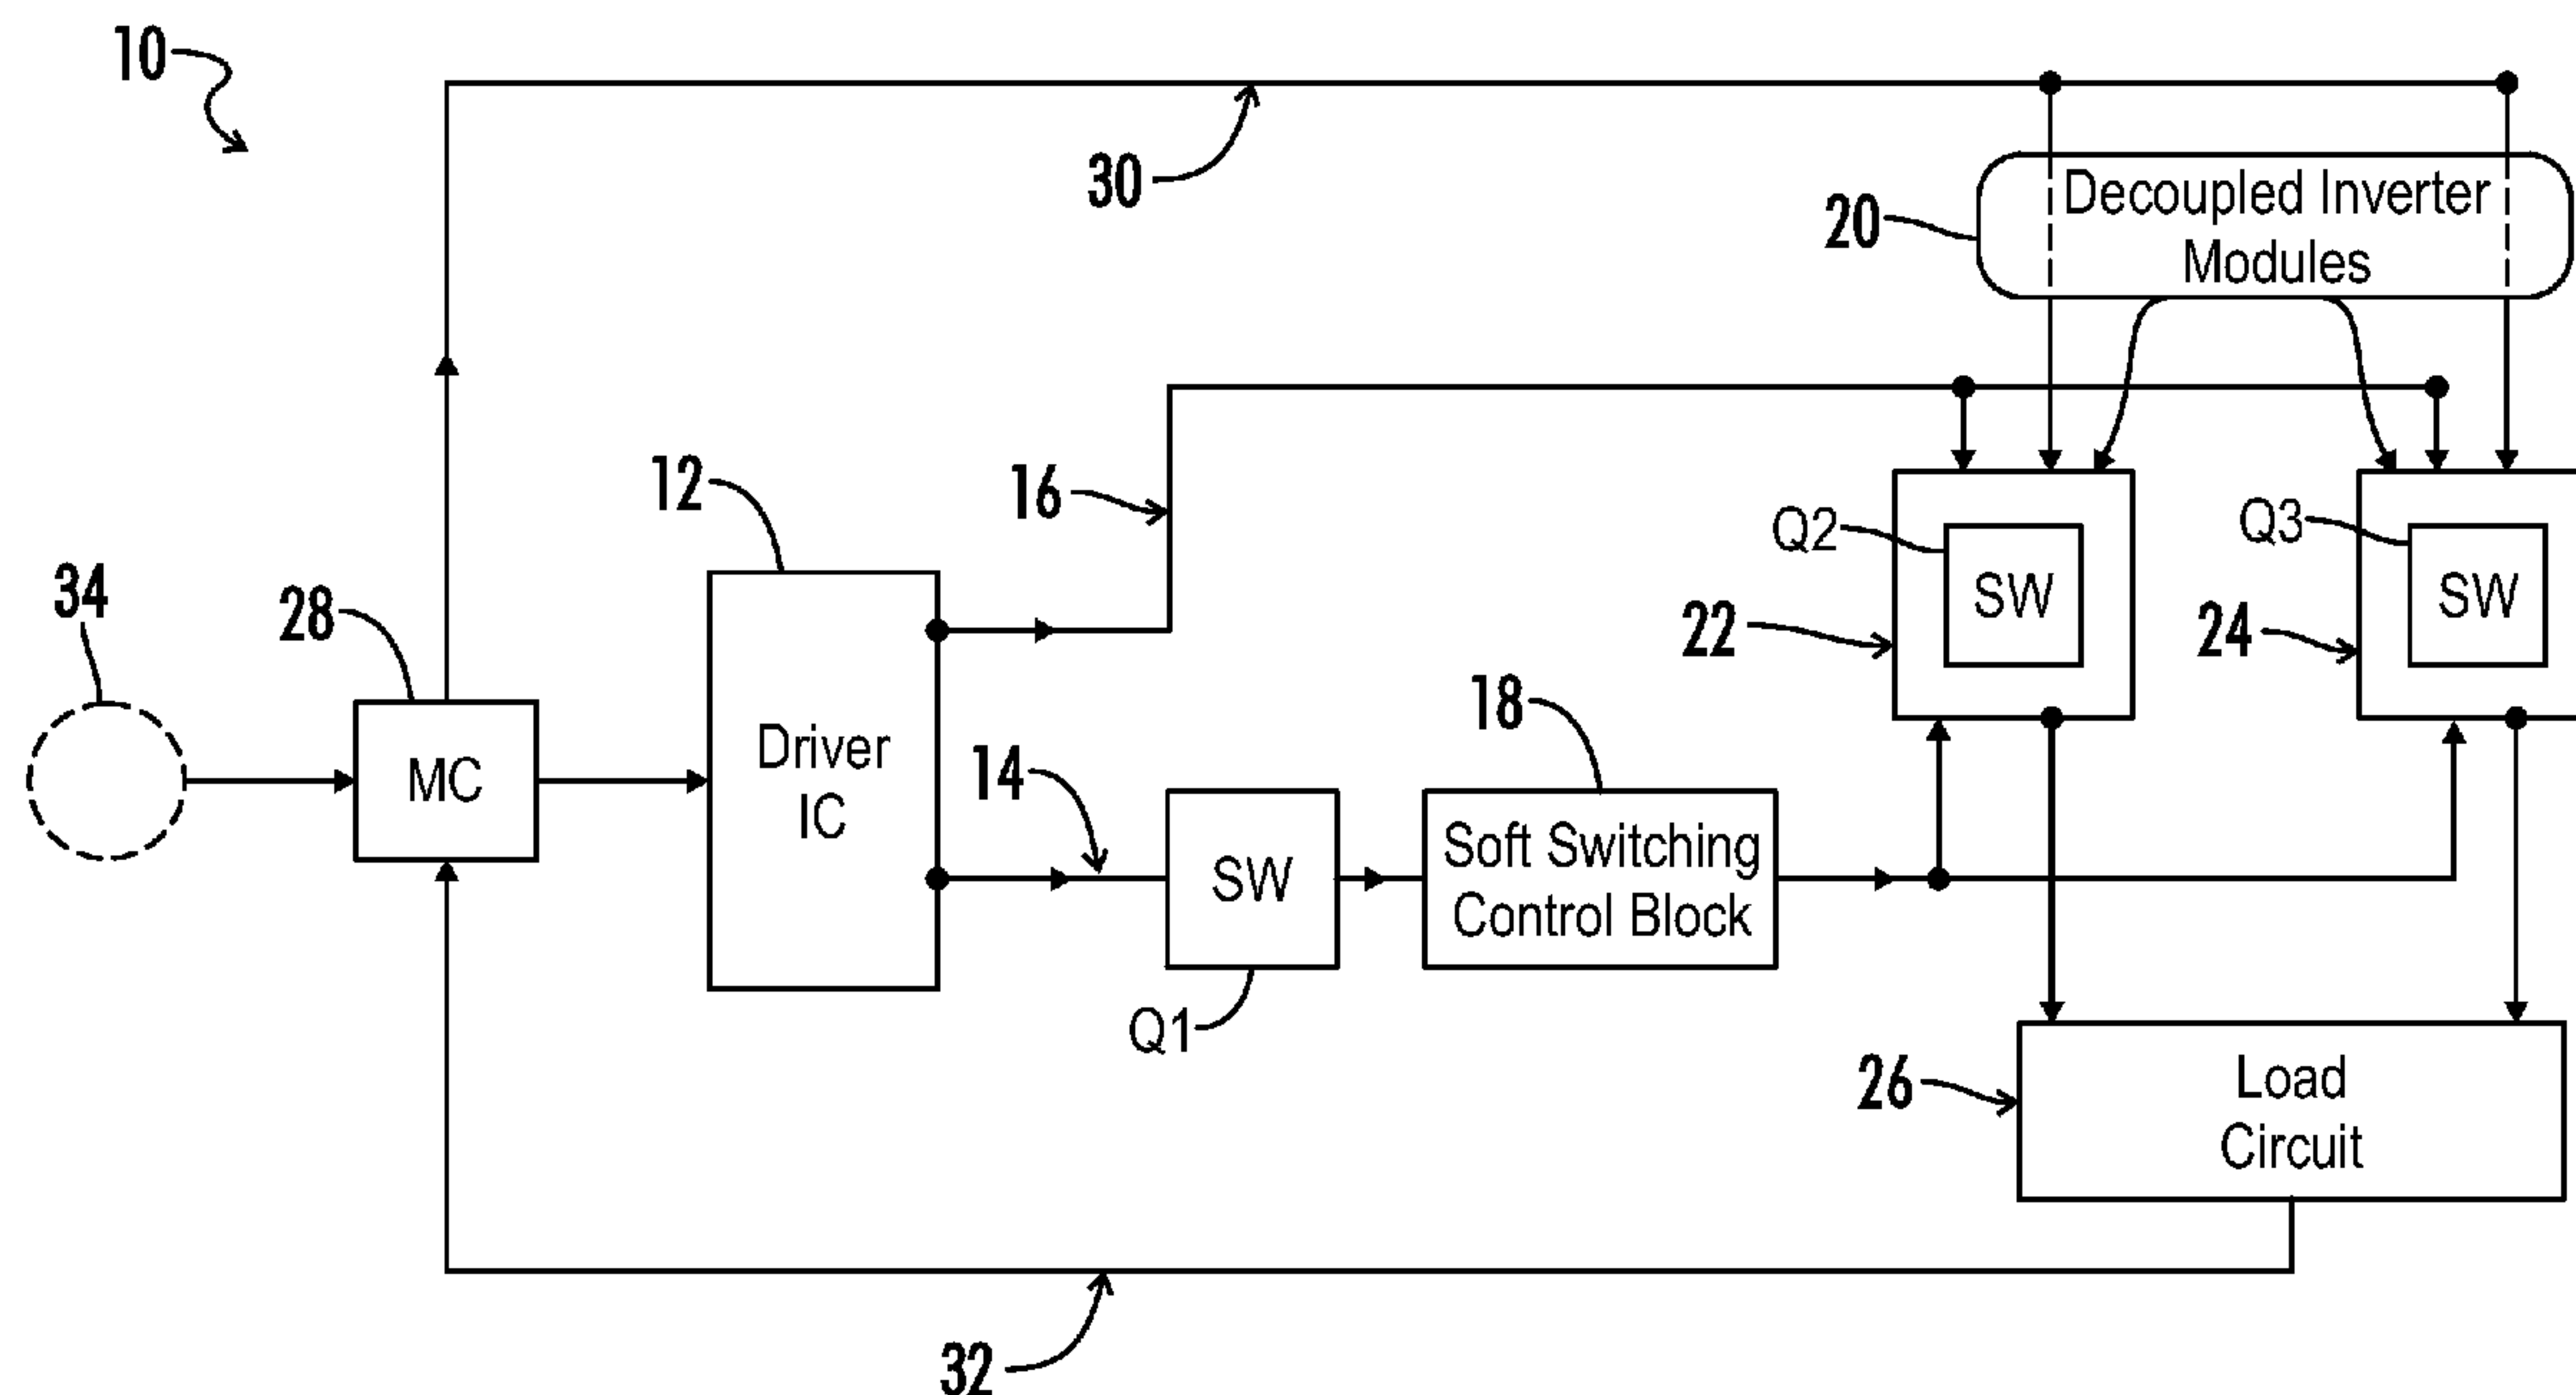 10
30
20
Decoupled Inverter
Modules
12
16
Q2
Q3
SW
SW
34
28
22
24
MC
Driver
IC
14
18
SW
Soft Switching
Control Block
Q1
26
Load
Circuit
32